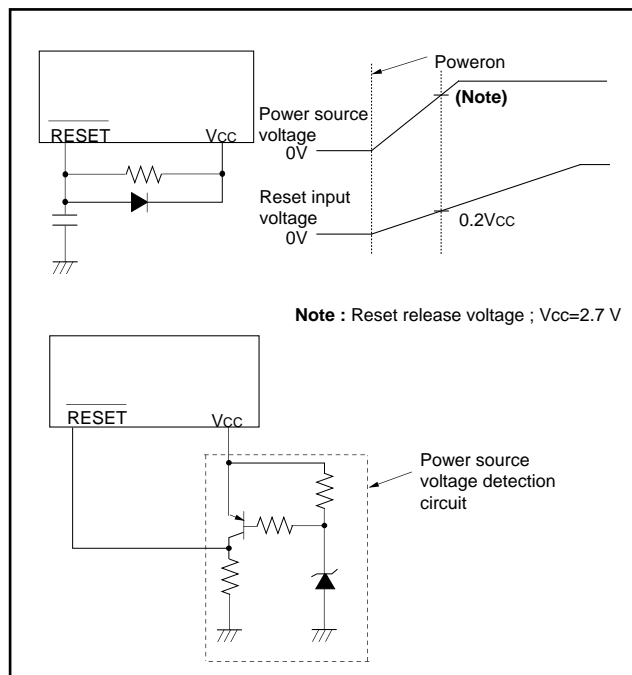 RESET
VCC
Poweron
(Note)
Power source
voltage
0V
Reset input
voltage
0V
0.2VCC
Note : Reset release voltage ; Vcc=2.7 V
RESET
VCC
Power source
voltage detection
circuit